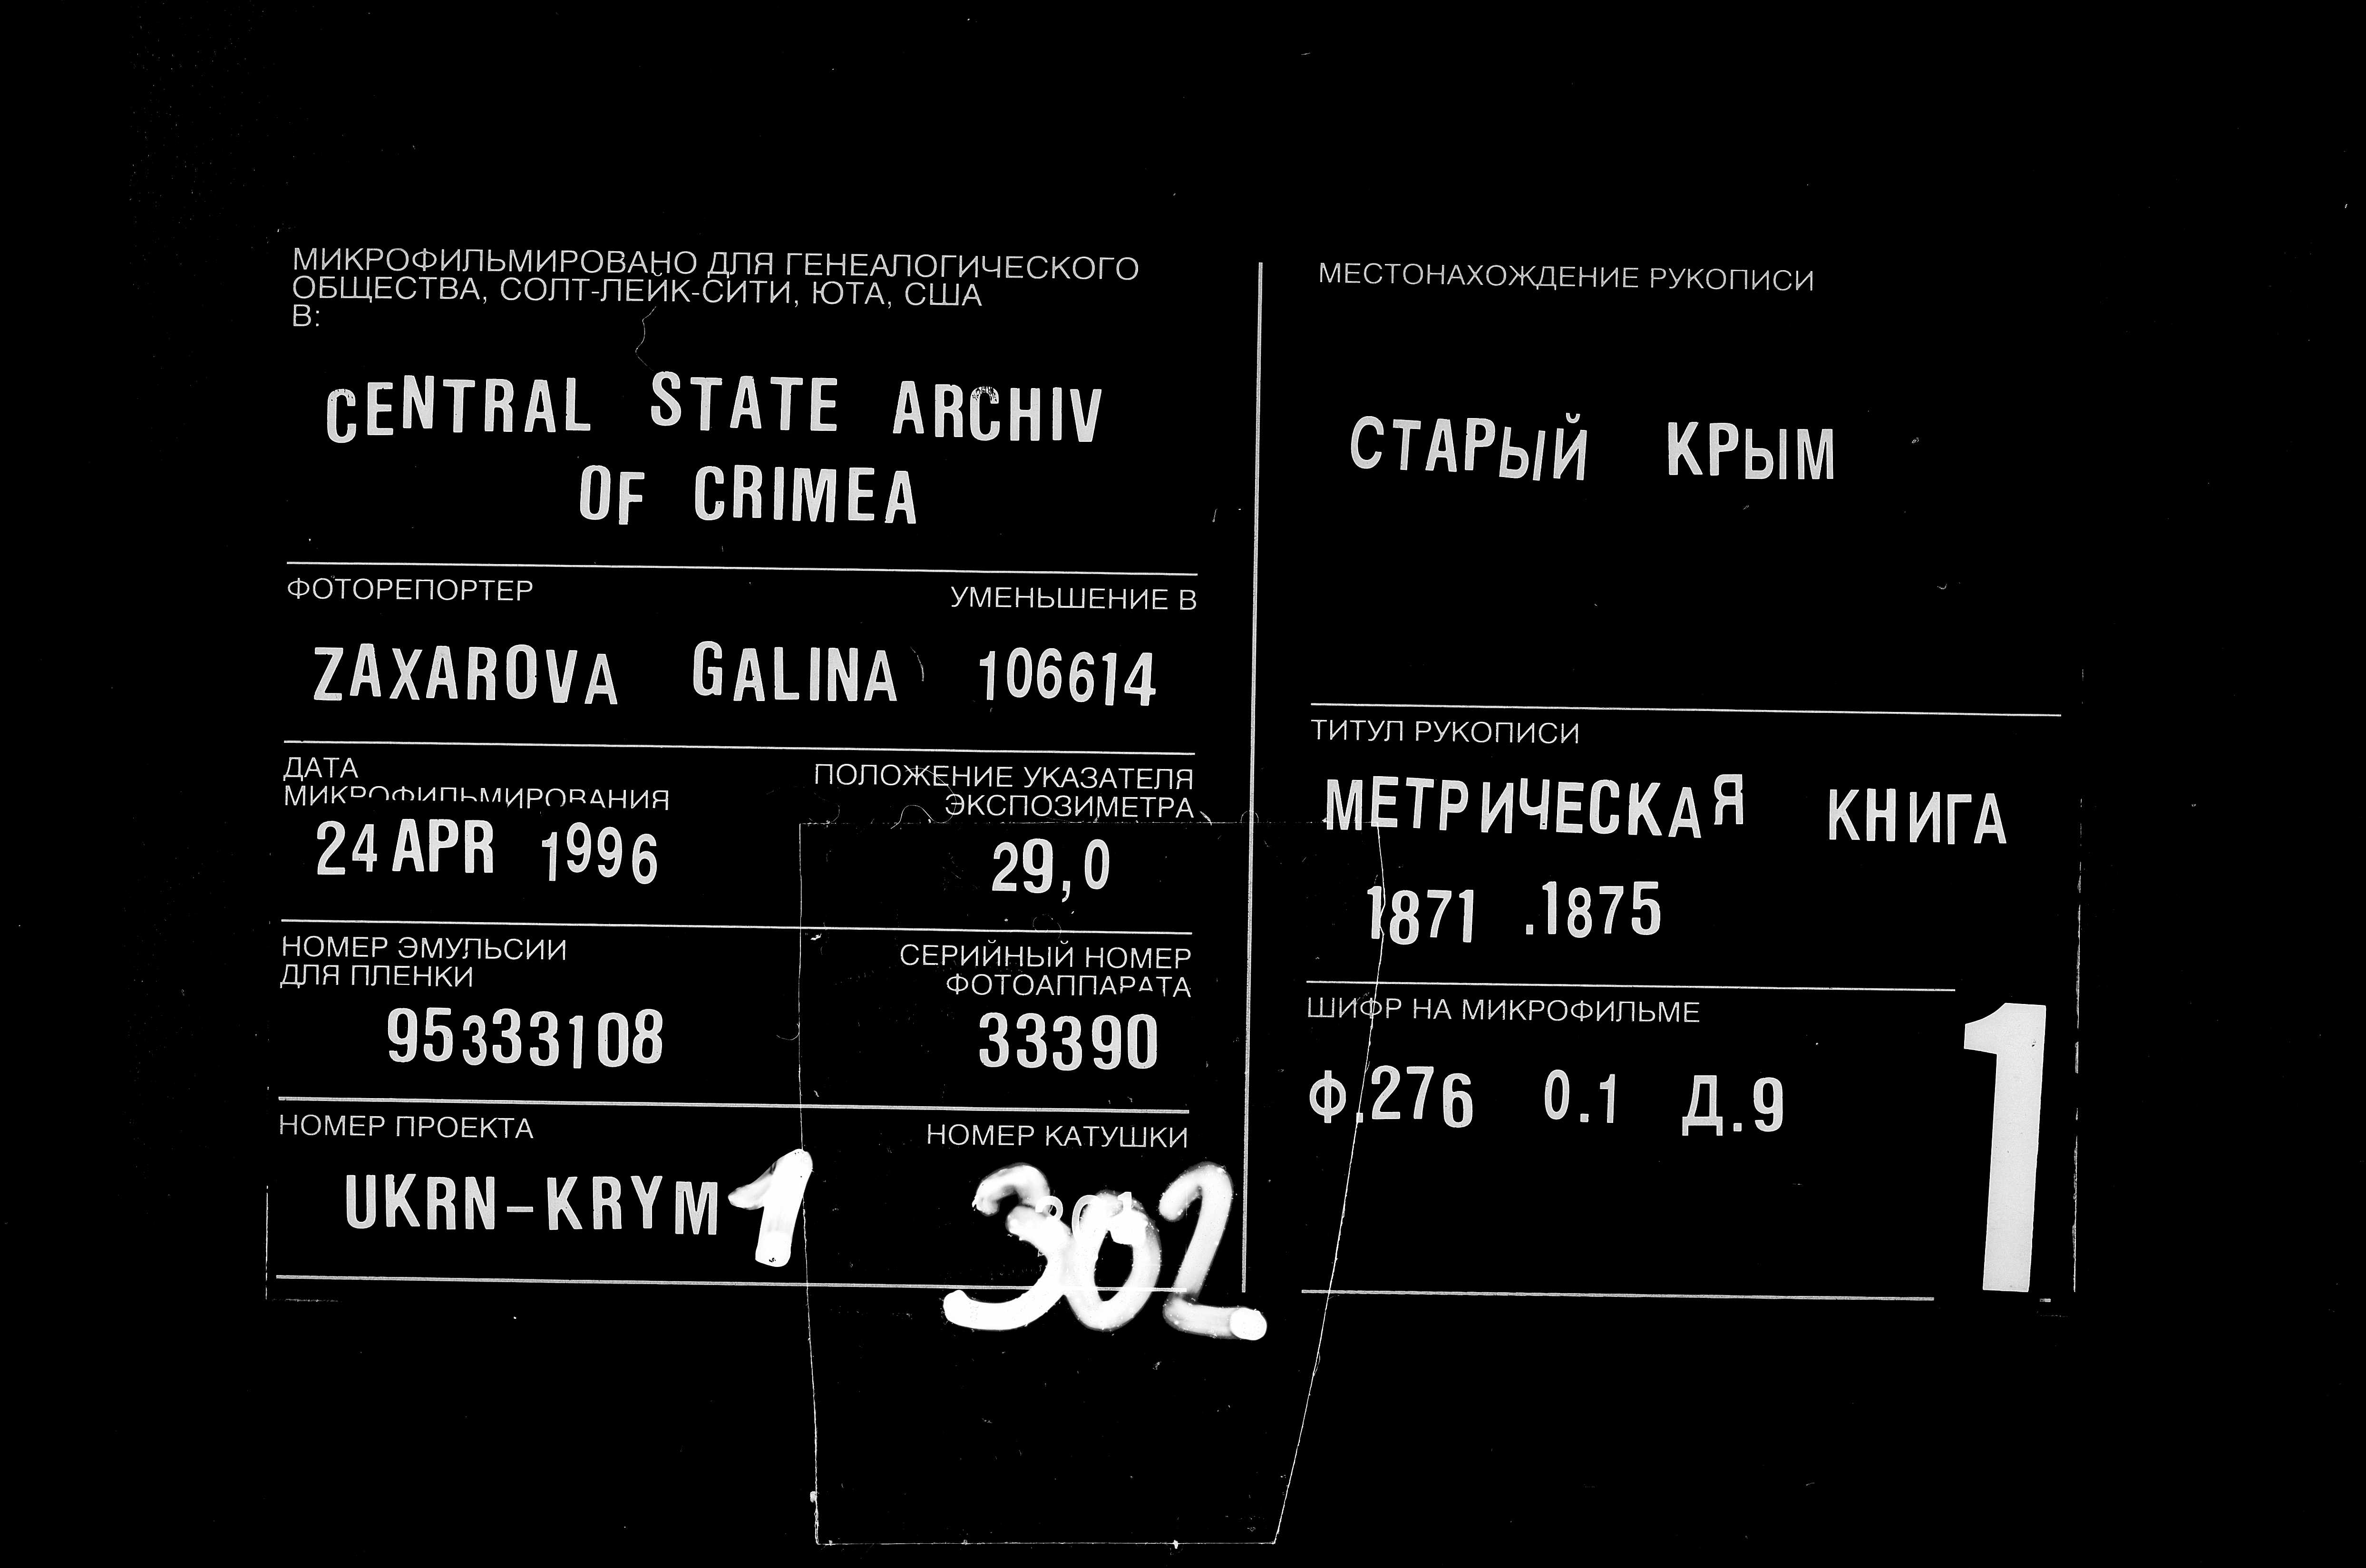 МИКРОФИЛЬМИРОВАНО ДЛЯ ГЕНЕАЛОГИЧЕСКОГО
ОБЩЕСТВА, СОЛТ-ЛЕЙК-СИТИ, ЮТА, США
В:
CENTRAL STATE ARCHIV
OF CRIMEA
ФОТОРЕПОРТЕР УМЕНЬШЕНИЕ В
ZAXAROVA GALINA 106614
ДАТА
МИКРОФИЛЬМИРОВАНИЯ
24 APR 1996
ПОЛОЖЕНИЕ УКАЗАТЕЛЯ
ЭКСПОЗИМЕТРА
29,0
НОМЕР ЭМУЛЬСИИ
ДЛЯ ПЛЕНКИ
95333108
СЕРИЙНЫЙ НОМЕР
ФОТОАППАРАТА
33390
НОМЕР ПРОЕКТА
UKRN-KRYM 1
НОМЕР КАТУШКИ
302
МЕСТОНАХОЖДЕНИЕ РУКОПИСИ
СТАРЫЙ КРЫМ
ТИТУЛ РУКОПИСИ
МЕТРИЧЕСКАЯ КНИГА
1871 .1875
ШИФР НА МИКРОФИЛЬМЕ
Ф.276 О.1 Д.9
1